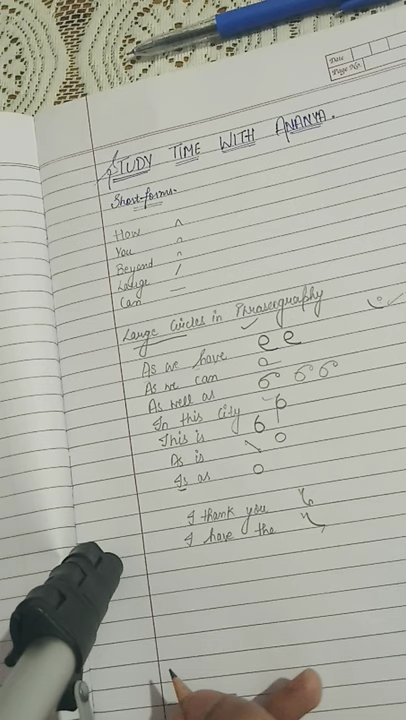 Date
Page No.
STUDY TIME WITH ANANYA.
Short-forms.
How
You
Beyond
Large
Can
Large Circles in Phraseography
As we have
As we can
As well as
In this city
This is
As is
Is as
I thank you
I have the